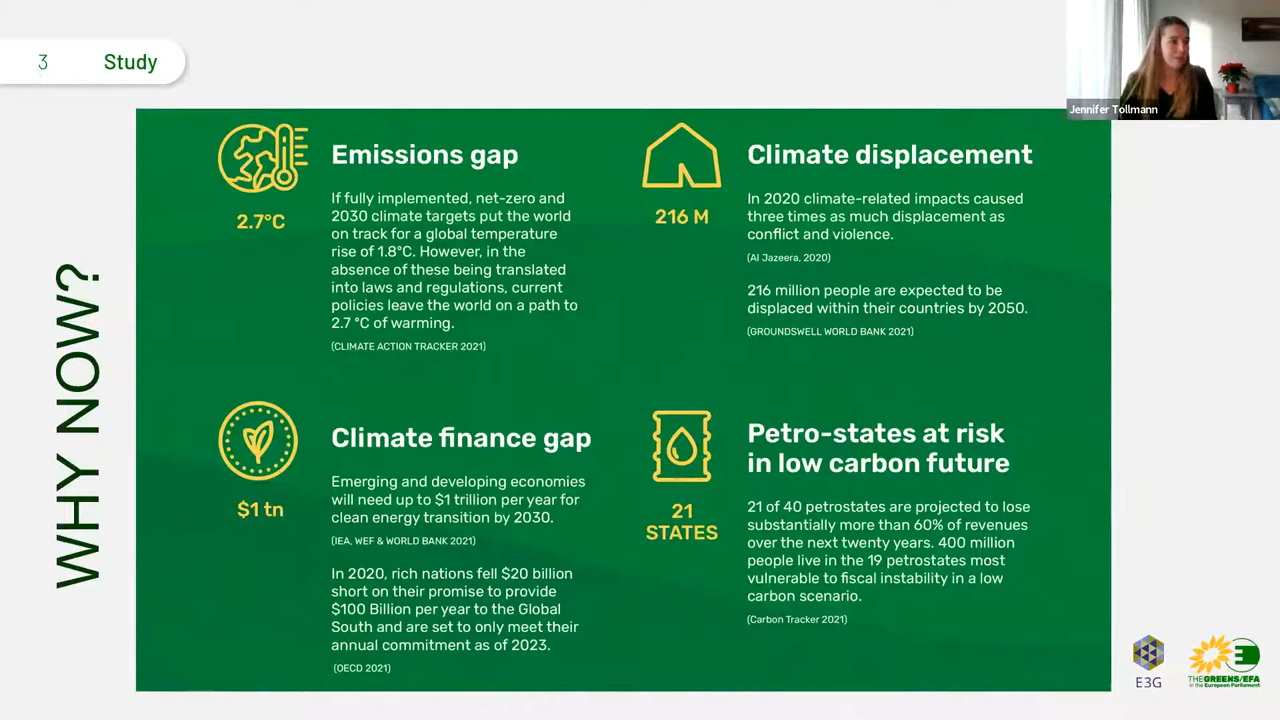 3 Study
Jennifer Tollmann
WHY NOW?
Emissions gap
2.7°C
If fully implemented, net-zero and
2030 climate targets put the world
on track for a global temperature
rise of 1.8°C. However, in the
absence of these being translated
into laws and regulations, current
policies leave the world on a path to
2.7 °C of warming.
(CLIMATE ACTION TRACKER 2021)
Climate displacement
216 M
In 2020 climate-related impacts caused
three times as much displacement as
conflict and violence.
(Al Jazeera, 2020)
216 million people are expected to be
displaced within their countries by 2050.
(GROUNDSWELL WORLD BANK 2021)
Climate finance gap
$1 tn
Emerging and developing economies
will need up to $1 trillion per year for
clean energy transition by 2030.
(IEA, WEF & WORLD BANK 2021)
In 2020, rich nations fell $20 billion
short on their promise to provide
$100 Billion per year to the Global
South and are set to only meet their
annual commitment as of 2023.
(OECD 2021)
Petro-states at risk
in low carbon future
21
STATES
21 of 40 petrostates are projected to lose
substantially more than 60% of revenues
over the next twenty years. 400 million
people live in the 19 petrostates most
vulnerable to fiscal instability in a low
carbon scenario.
(Carbon Tracker 2021)
E3G
THE GREENS/EFA
in the European Parliament